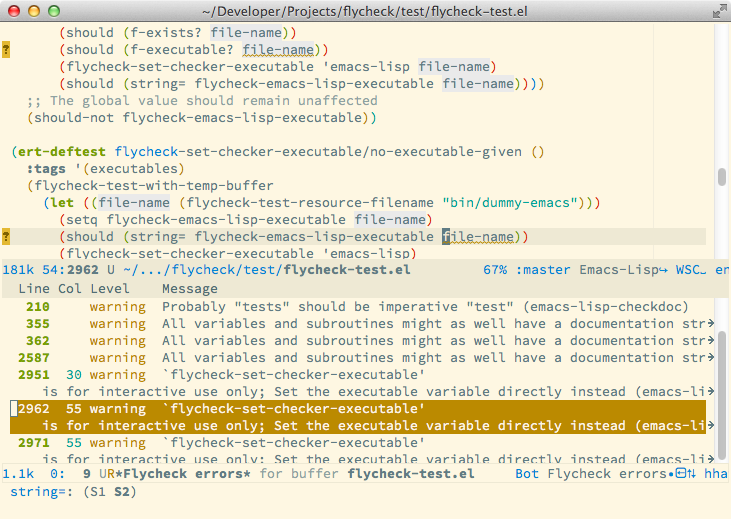 ~/Developer/Projects/flycheck/test/flycheck-test.el
(should (f-exists? file-name))
? (should (f-executable? file-name))
(flycheck-set-checker-executable 'emacs-lisp file-name)
(should (string= flycheck-emacs-lisp-executable file-name))))
;; The global value should remain unaffected
(should-not flycheck-emacs-lisp-executable))
(ert-deftest flycheck-set-checker-executable/no-executable-given ()
:tags '(executables)
(flycheck-test-with-temp-buffer
(let ((file-name (flycheck-test-resource-filename "bin/dummy-emacs")))
(setq flycheck-emacs-lisp-executable file-name)
? (should (string= flycheck-emacs-lisp-executable file-name))
(flycheck-set-checker-executable 'emacs-lisp)
181k 54:2962 U ~/.../flycheck/test/flycheck-test.el 67% :master Emacs-Lisp↪ WSC… en
Line Col Level Message
210 warning Probably "tests" should be imperative "test" (emacs-lisp-checkdoc)
355 warning All variables and subroutines might as well have a documentation str→
362 warning All variables and subroutines might as well have a documentation str→
2587 warning All variables and subroutines might as well have a documentation str→
2951 30 warning `flycheck-set-checker-executable'
is for interactive use only; Set the executable variable directly instead (emacs-li→
2962 55 warning `flycheck-set-checker-executable'
is for interactive use only; Set the executable variable directly instead (emacs-li→
2971 55 warning `flycheck-set-checker-executable'
is for interactive use only; Set the executable variable directly instead (emacs-li→
1.1k 0: 9 UR*Flycheck errors* for buffer flycheck-test.el Bot Flycheck errors• hha
string=: (S1 S2)